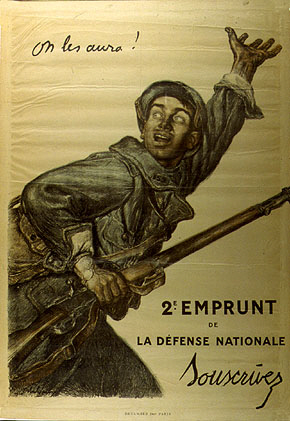 On les aura !
2E EMPRUNT
DE
LA DÉFENSE NATIONALE
Souscrivez